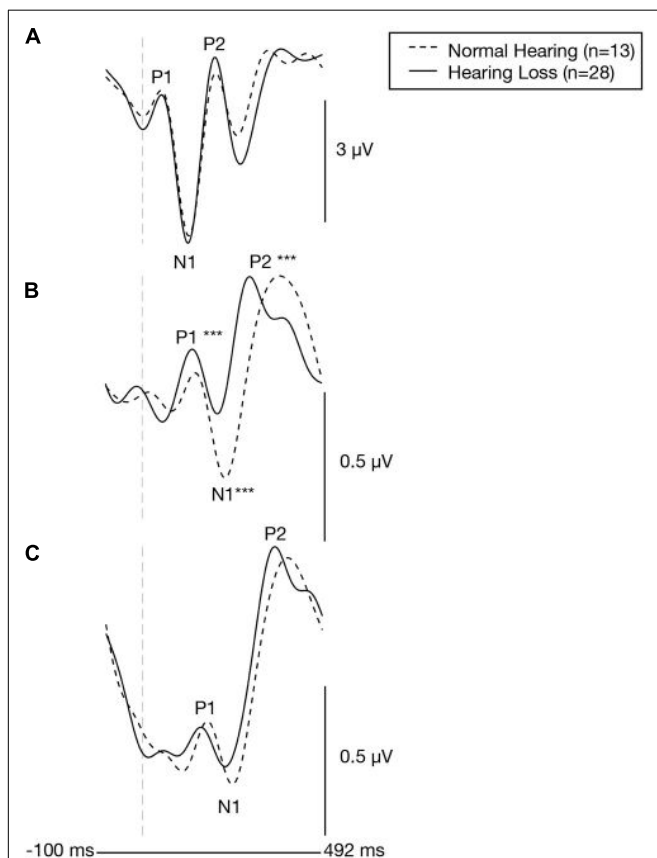 A
P1
P2
N1
Normal Hearing (n=13)
Hearing Loss (n=28)
3 µV
B
P1 ***
P2 ***
N1***
0.5 µV
C
P1
P2
N1
0.5 µV
-100 ms
492 ms